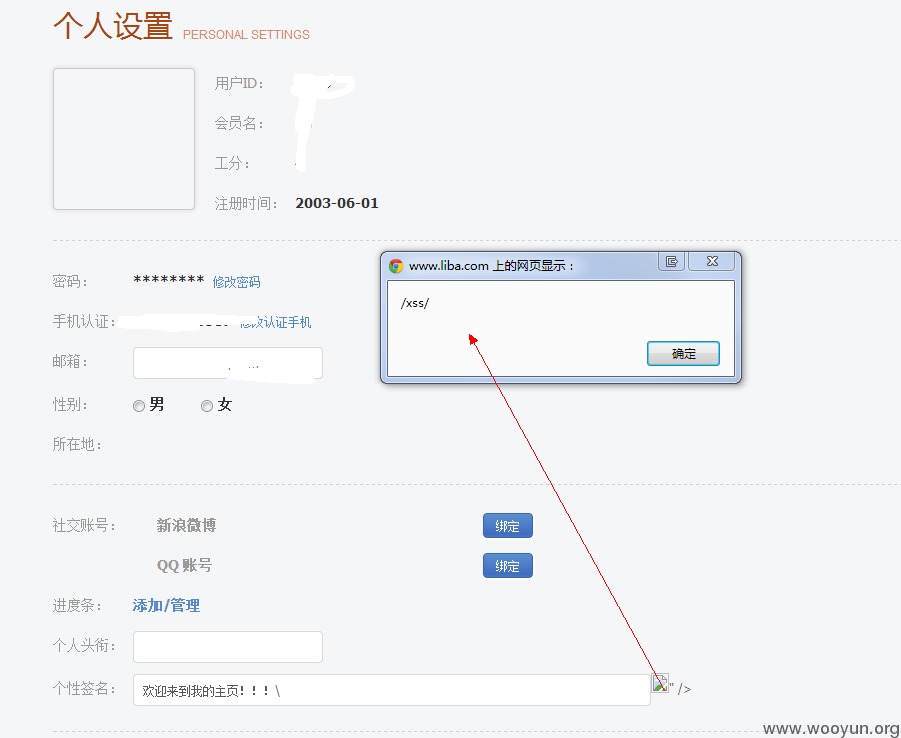 个人设置 PERSONAL SETTINGS
用户ID：
会员名：
工分：
注册时间： 2003-06-01
密码： ******** 修改密码
www.liba.com 上的网页显示：
/xss/
确定
手机认证： 修改认证手机
邮箱： ...
性别： 男 女
所在地：
社交账号： 新浪微博 绑定
QQ 账号 绑定
进度条： 添加/管理
个人头衔：
个性签名： 欢迎来到我的主页！！！\ " />
www.wooyun.org